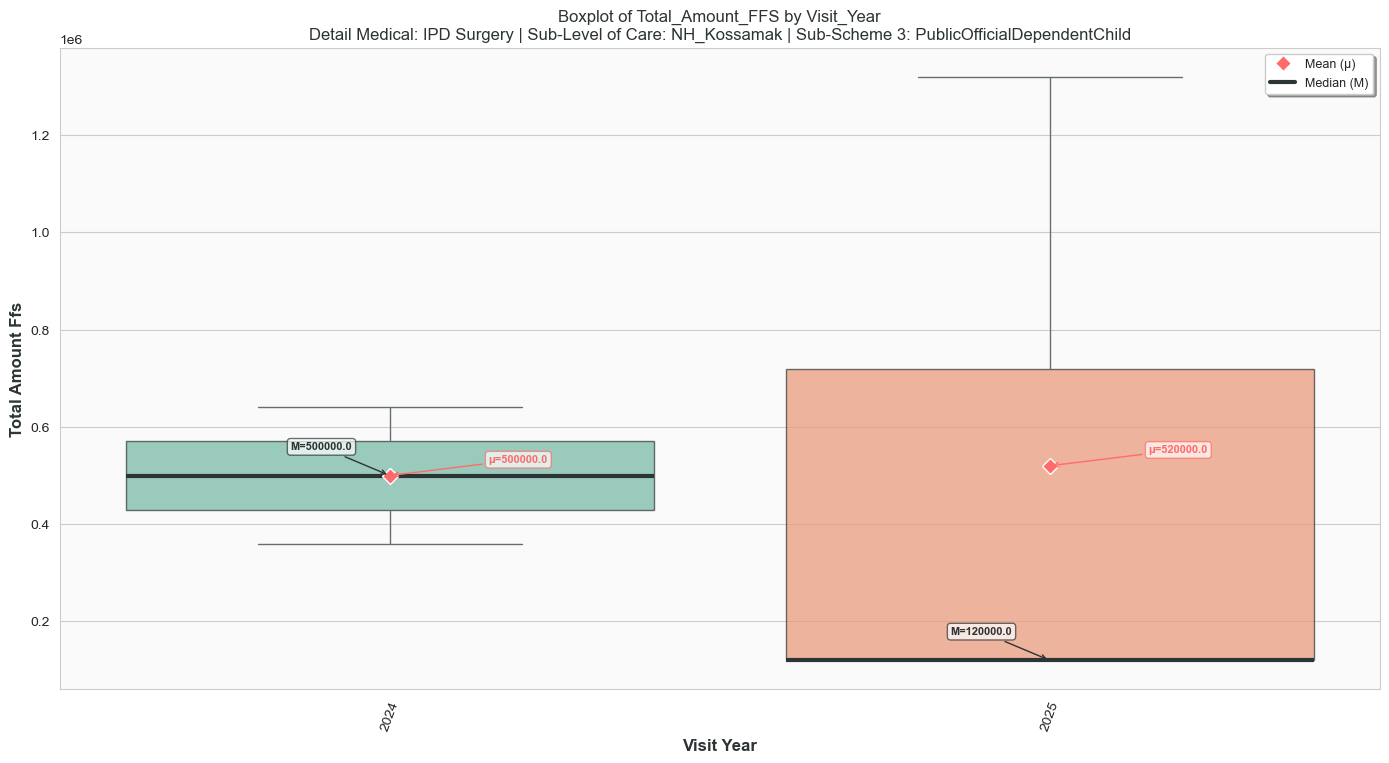 Boxplot of Total_Amount_FFS by Visit_Year
Detail Medical: IPD Surgery | Sub-Level of Care: NH_Kossamak | Sub-Scheme 3: PublicOfficialDependentChild
1e6
Mean (μ)
Median (M)
1.2
1.0
0.8
0.6
0.4
0.2
Total Amount Ffs
M=500000.0
μ=500000.0
μ=520000.0
M=120000.0
2024
2025
Visit Year